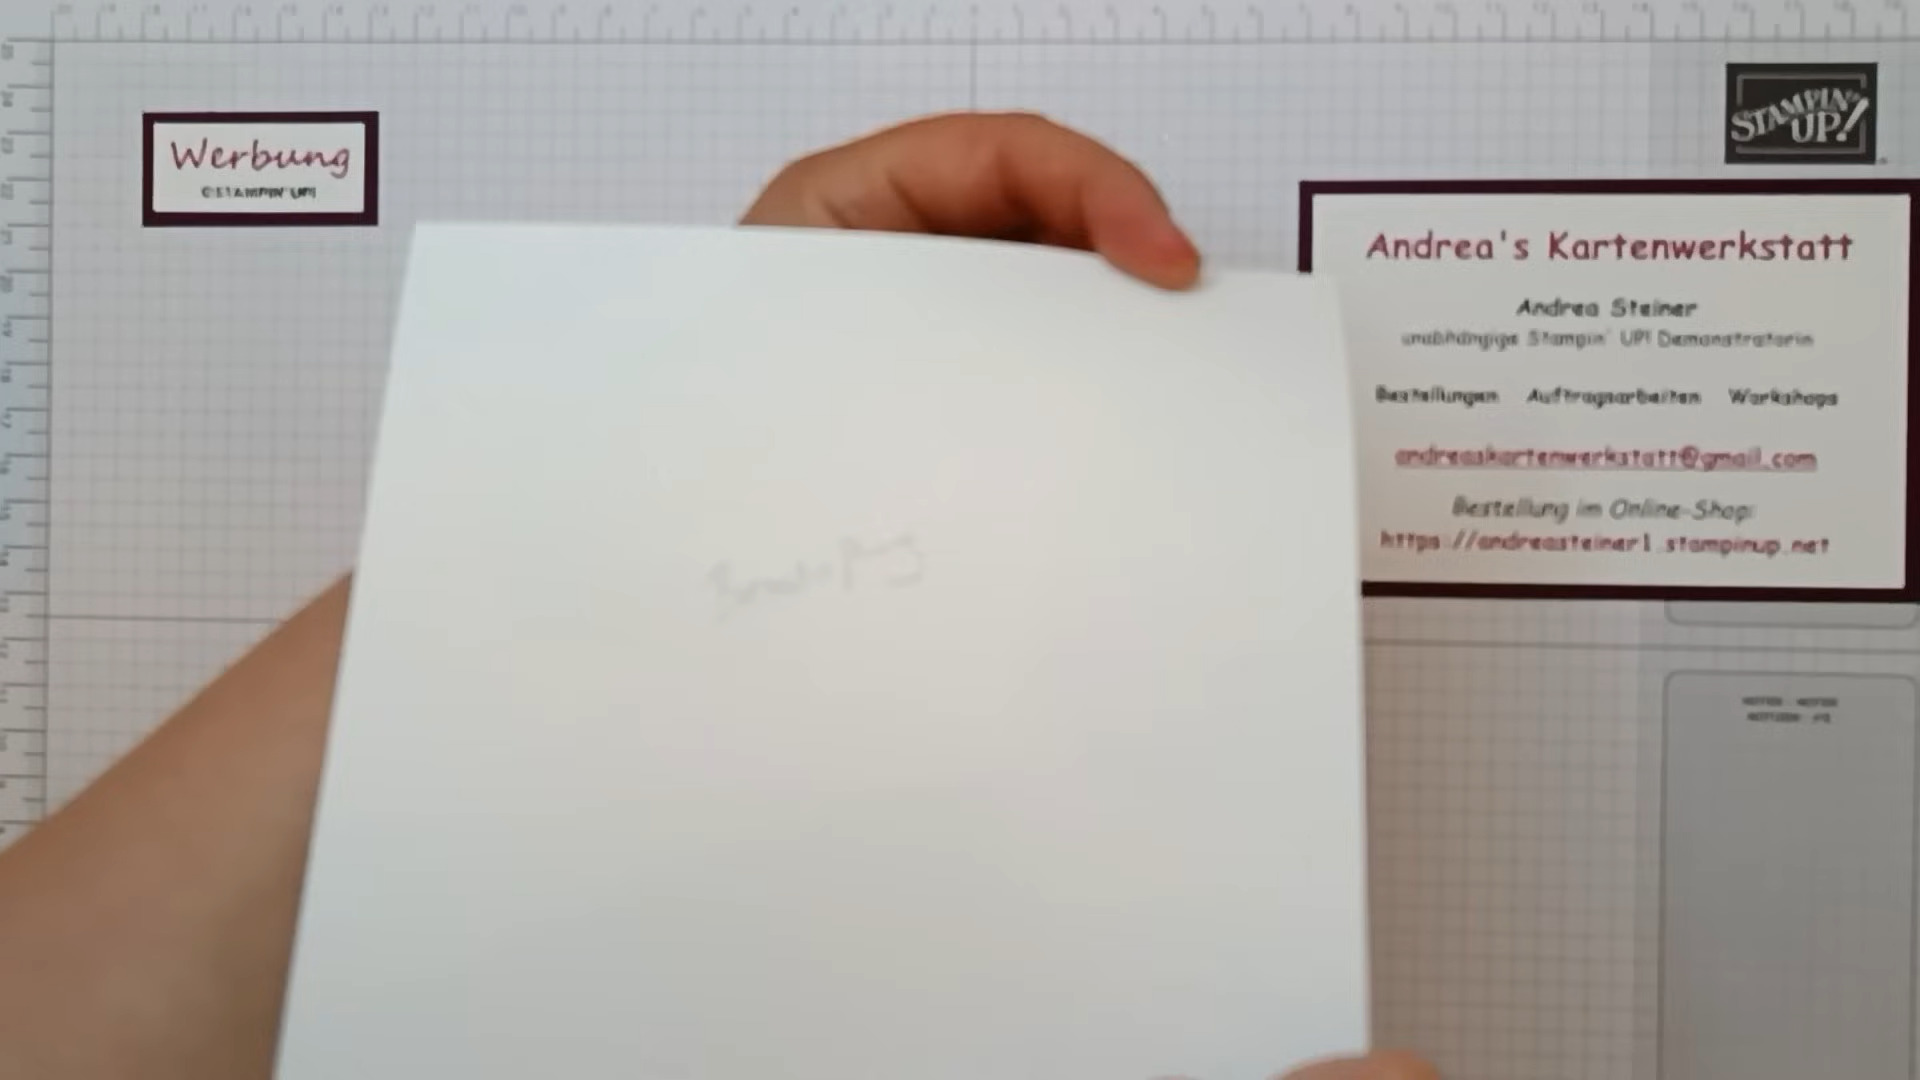 Werbung
©STAMPIN' UP!
STAMPIN' UP!
Andrea's Kartenwerkstatt
Andrea Steiner
unabhängige Stampin' UP! Demonstratorin
Bestellungen Auftragsarbeiten Workshops
andreaskartenwerkstatt@gmail.com
Bestellung im Online-Shop:
https://andreasteiner1.stampinup.net